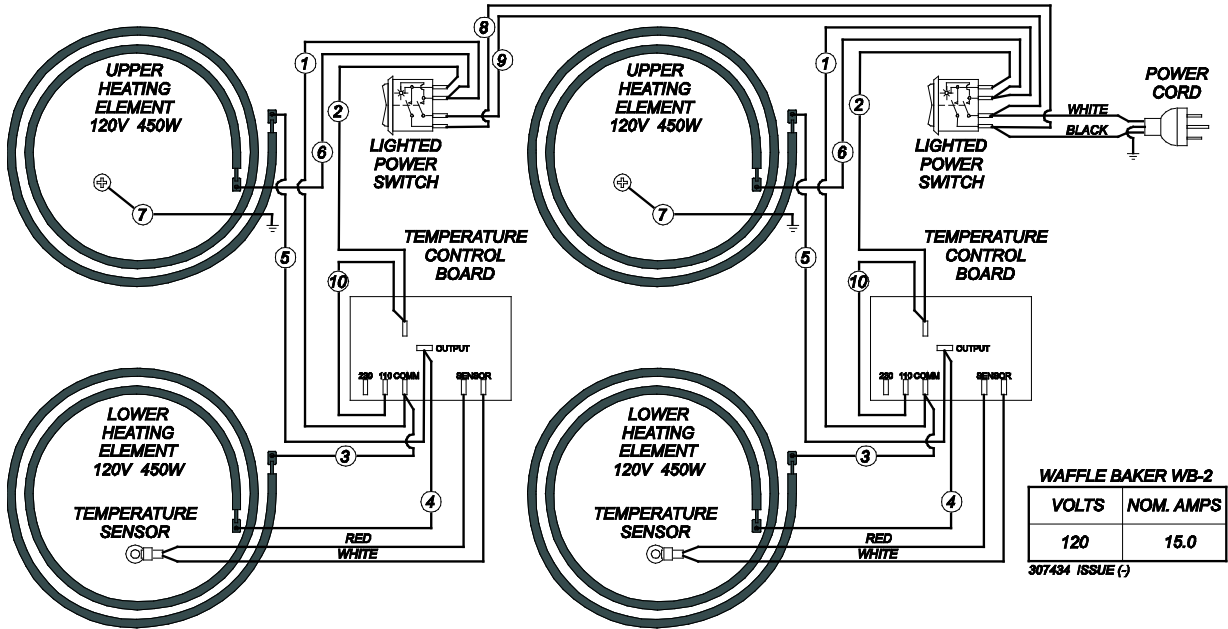 8
9
1
2
6
UPPER
HEATING
ELEMENT
120V 450W
LIGHTED
POWER
SWITCH
7
5
10
TEMPERATURE
CONTROL
BOARD
OUTPUT
220 110 COMM SENSOR
LOWER
HEATING
ELEMENT
120V 450W
3
4
TEMPERATURE
SENSOR
RED
WHITE
UPPER
HEATING
ELEMENT
120V 450W
1
2
6
LIGHTED
POWER
SWITCH
POWER
CORD
WHITE
BLACK
7
5
10
TEMPERATURE
CONTROL
BOARD
OUTPUT
220 110 COMM SENSOR
LOWER
HEATING
ELEMENT
120V 450W
3
4
TEMPERATURE
SENSOR
RED
WHITE
WAFFLE BAKER WB-2
VOLTS NOM. AMPS
120 15.0
307434 ISSUE (-)